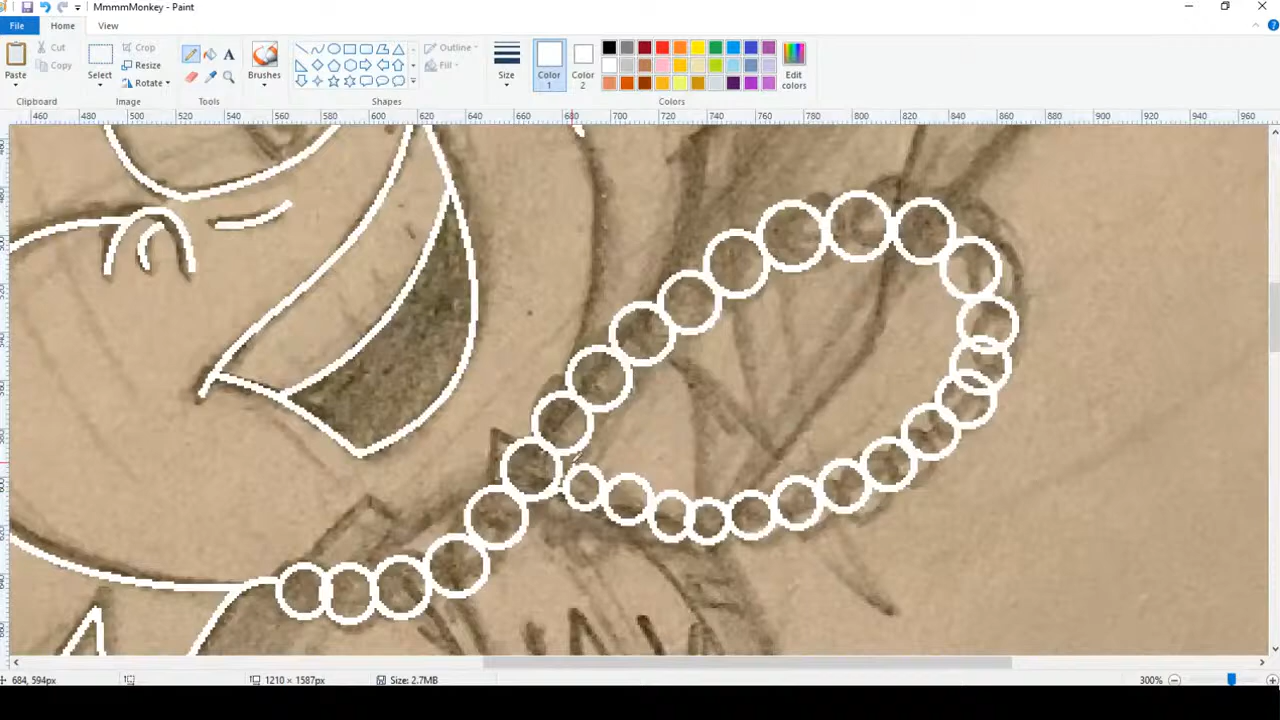 MmmmMonkey - Paint
File Home View
Paste
Cut
Copy
Clipboard
Select
Crop
Resize
Rotate
Image
A
Tools
Brushes
Outline
Fill
Shapes
Size
Color 1
Color 2
Edit colors
Colors
460 480 500 520 540 560 580 600 620 640 660 680 700 720 740 760 780 800 820 840 860 880 900 920 940 960
684, 594px
1210 × 1587px
Size: 2.7MB
300%